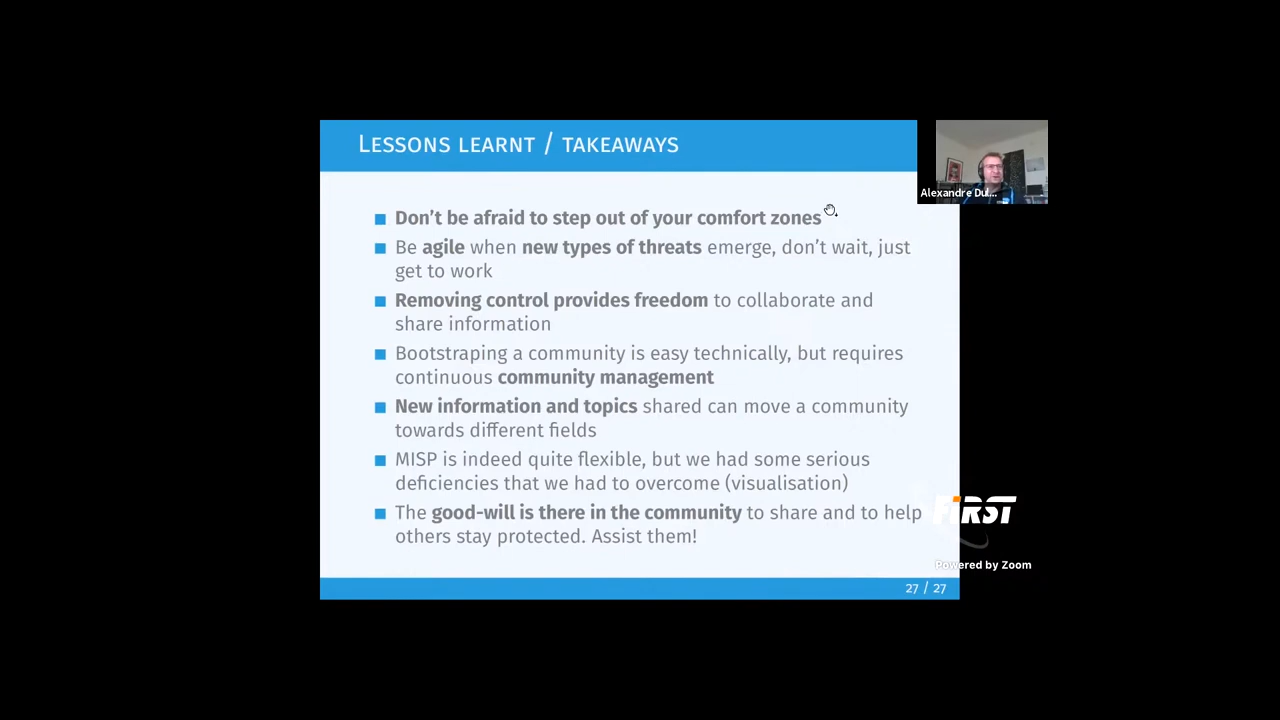 Lessons learnt / takeaways
Alexandre Dul...
Don't be afraid to step out of your comfort zones
Be agile when new types of threats emerge, don't wait, just
get to work
Removing control provides freedom to collaborate and
share information
Bootstraping a community is easy technically, but requires
continuous community management
New information and topics shared can move a community
towards different fields
MISP is indeed quite flexible, but we had some serious
deficiencies that we had to overcome (visualisation)
The good-will is there in the community to share and to help
others stay protected. Assist them!
FiRST
Powered by Zoom
27 / 27